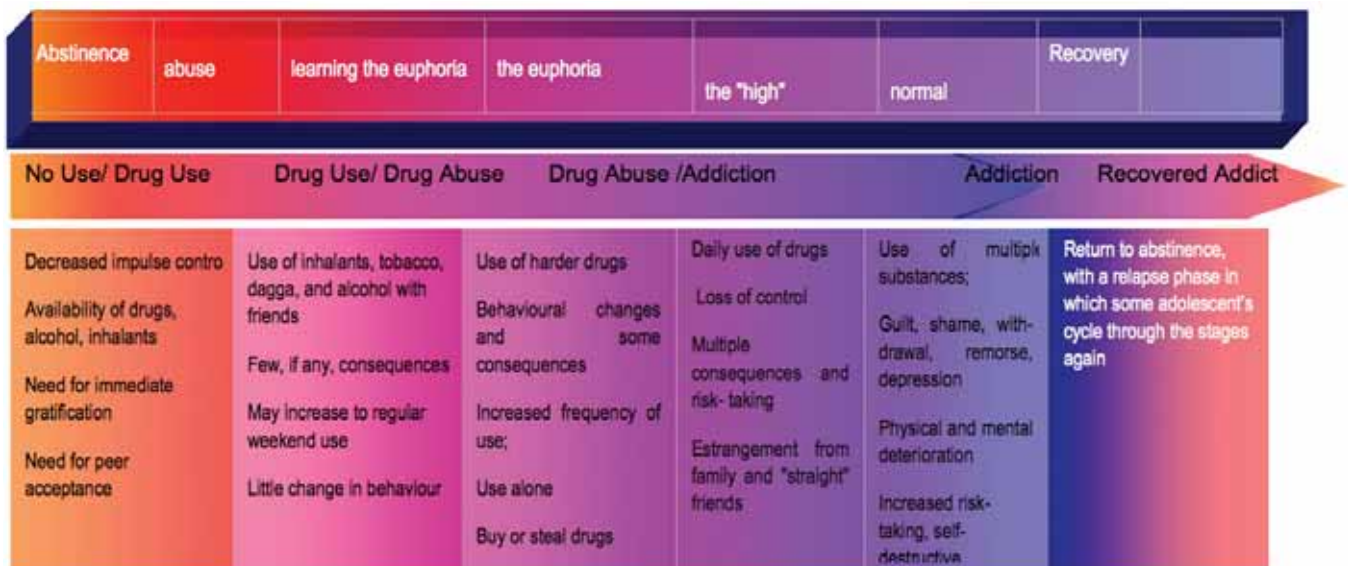 Abstinence
abuse
learning the euphoria
the euphoria
the "high"
normal
Recovery
No Use/ Drug Use
Drug Use/ Drug Abuse
Drug Abuse /Addiction
Addiction
Recovered Addict
Decreased impulse contro
Availability of drugs,
alcohol, inhalants
Need for immediate
gratification
Need for peer
acceptance
Use of inhalants, tobacco,
dagga, and alcohol with
friends
Few, if any, consequences
May increase to regular
weekend use
Little change in behaviour
Use of harder drugs
Behavioural changes
and some
consequences
Increased frequency of
use;
Use alone
Buy or steal drugs
Daily use of drugs
Loss of control
Multiple
consequences and
risk- taking
Estrangement from
family and "straight"
friends
Use of multipl
substances;
Guilt, shame, with-
drawal, remorse,
depression
Physical and mental
deterioration
Increased risk-
taking, self-
destructive
Return to abstinence,
with a relapse phase in
which some adolescent's
cycle through the stages
again